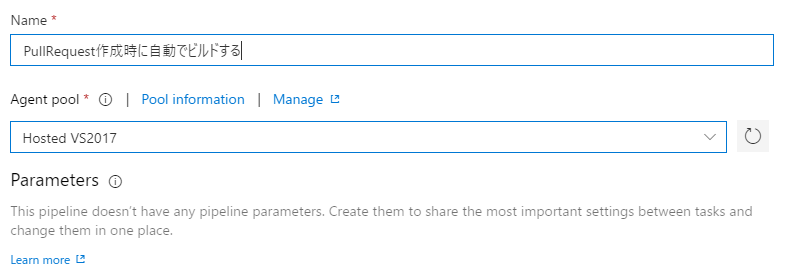 Name *
PullRequest作成時に自動でビルドする
Agent pool * | Pool information | Manage
Hosted VS2017
Parameters
This pipeline doesn't have any pipeline parameters. Create them to share the most important settings between tasks and
change them in one place.
Learn more